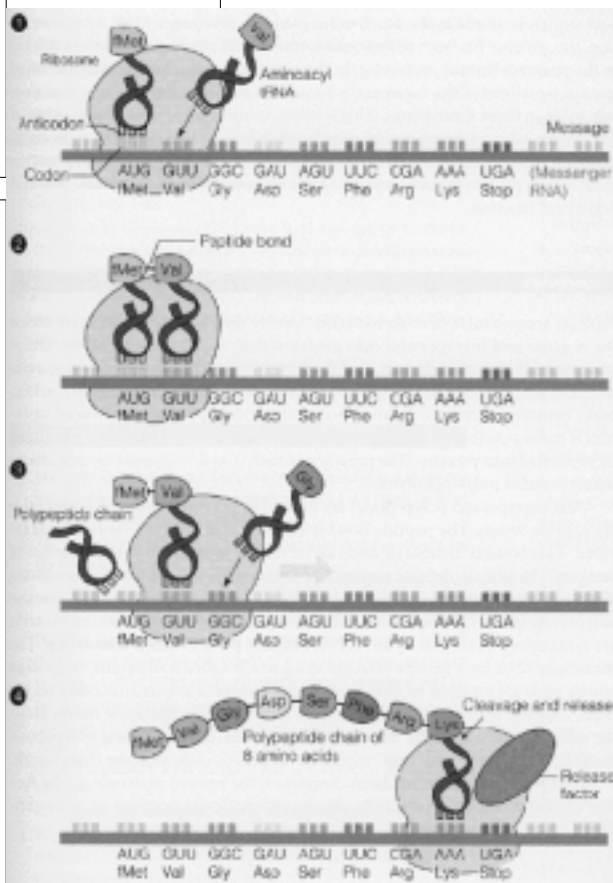 1
fMet
Val
Ribosome
Aminoacyl
tRNA
Anticodon
Message
Codon
AUG GUU GGC GAU AGU UUC CGA AAA UGA (Messenger
fMet Val Gly Asp Ser Phe Arg Lys Stop RNA)
2
Peptide bond
fMet Val
AUG GUU GGC GAU AGU UUC CGA AAA UGA
fMet Val Gly Asp Ser Phe Arg Lys Stop
3
Gly
fMet Val
Polypeptide chain
AUG GUU GGC GAU AGU UUC CGA AAA UGA
fMet Val Gly Asp Ser Phe Arg Lys Stop
4
fMet Val Gly Asp Ser Phe Arg Lys
Cleavage and release
Polypeptide chain of
8 amino acids
Release
factor
AUG GUU GGC GAU AGU UUC CGA AAA UGA
fMet Val Gly Asp Ser Phe Arg Lys Stop